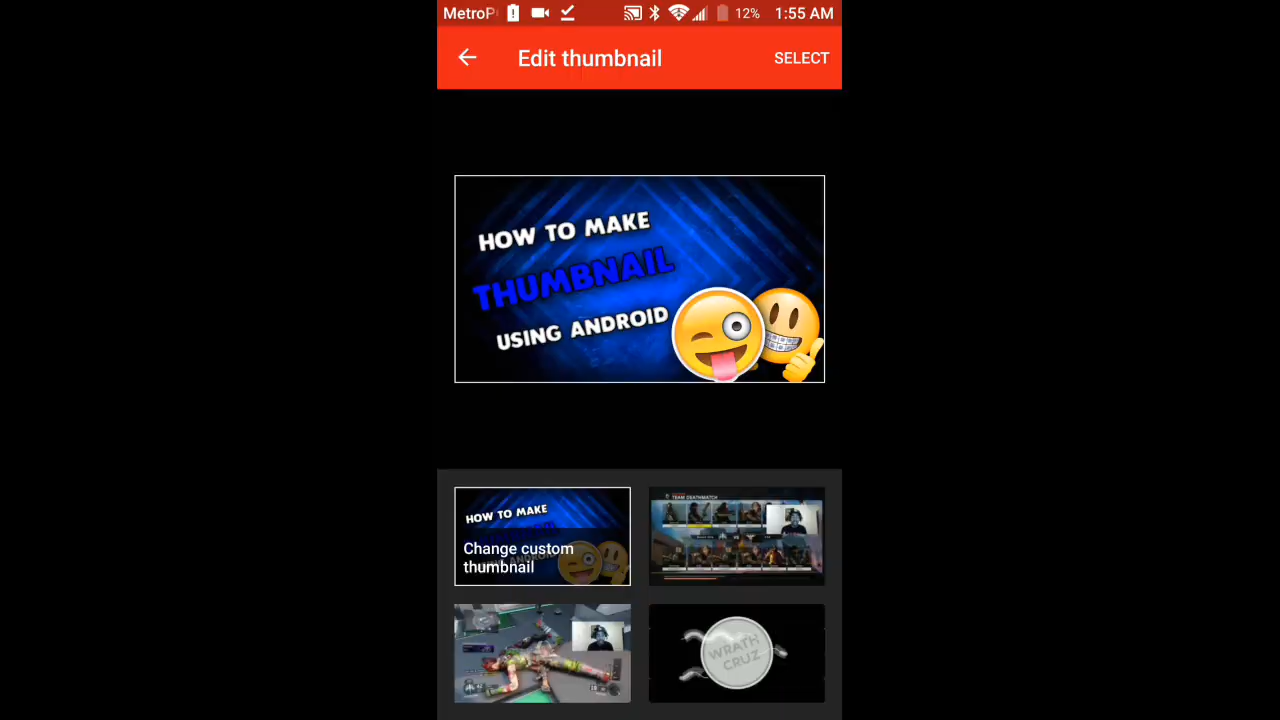 MetroP
12%
1:55 AM
Edit thumbnail
SELECT
HOW TO MAKE
THUMBNAIL
USING ANDROID
HOW TO MAKE
Change custom
thumbnail
TEAM DEATHMATCH
WRATH
CRUZ